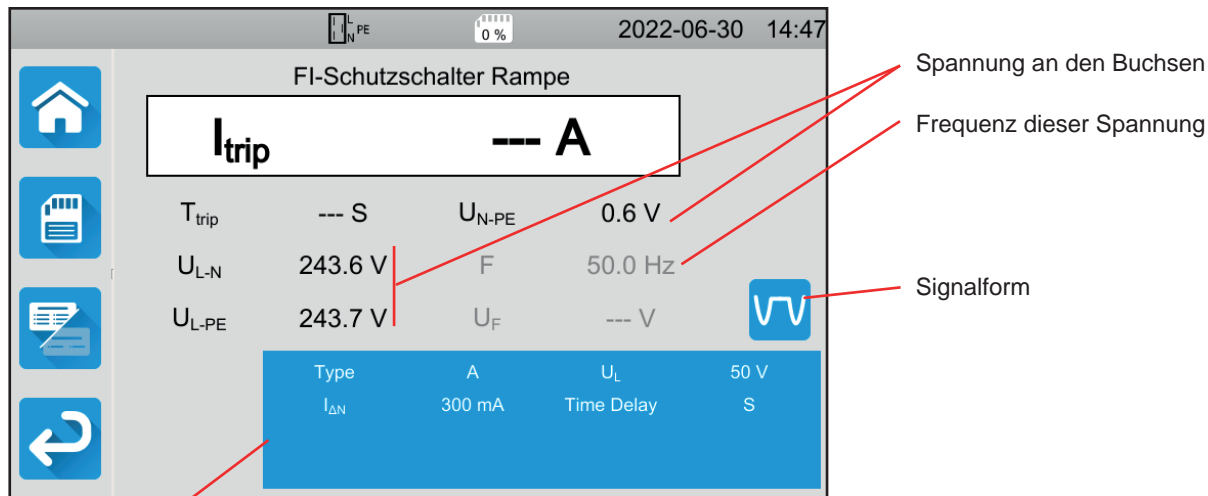 L
N PE 0 % 2022-06-30 14:47
FI-Schutzschalter Rampe
Itrip --- A
Ttrip --- S UN-PE 0.6 V
UL-N 243.6 V F 50.0 Hz
UL-PE 243.7 V UF --- V
Type A UL 50 V
IΔN 300 mA Time Delay S
Spannung an den Buchsen
Frequenz dieser Spannung
Signalform